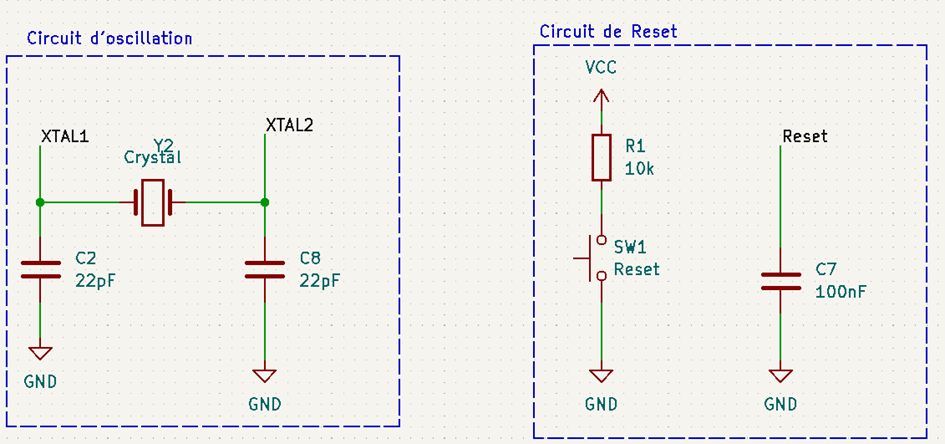 Circuit d'oscillation
XTAL1
Y2
Crystal
XTAL2
C2
22pF
C8
22pF
GND
GND
Circuit de Reset
VCC
R1
10k
Reset
SW1
Reset
C7
100nF
GND
GND